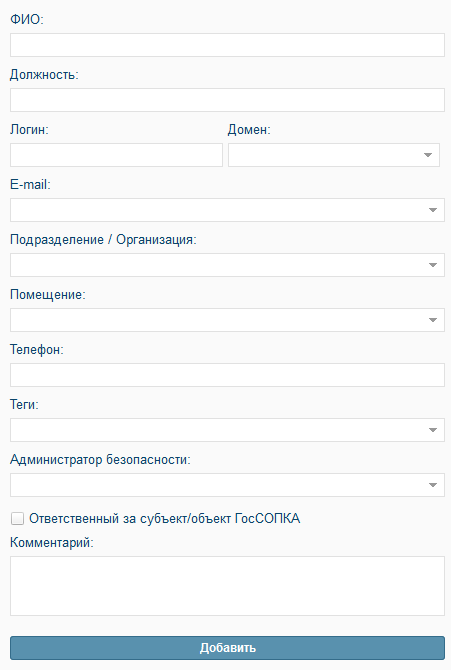 ФИО:
Должность:
Логин: Домен:
E-mail:
Подразделение / Организация:
Помещение:
Телефон:
Теги:
Администратор безопасности:
Ответственный за субъект/объект ГосСОПКА
Комментарий:
Добавить